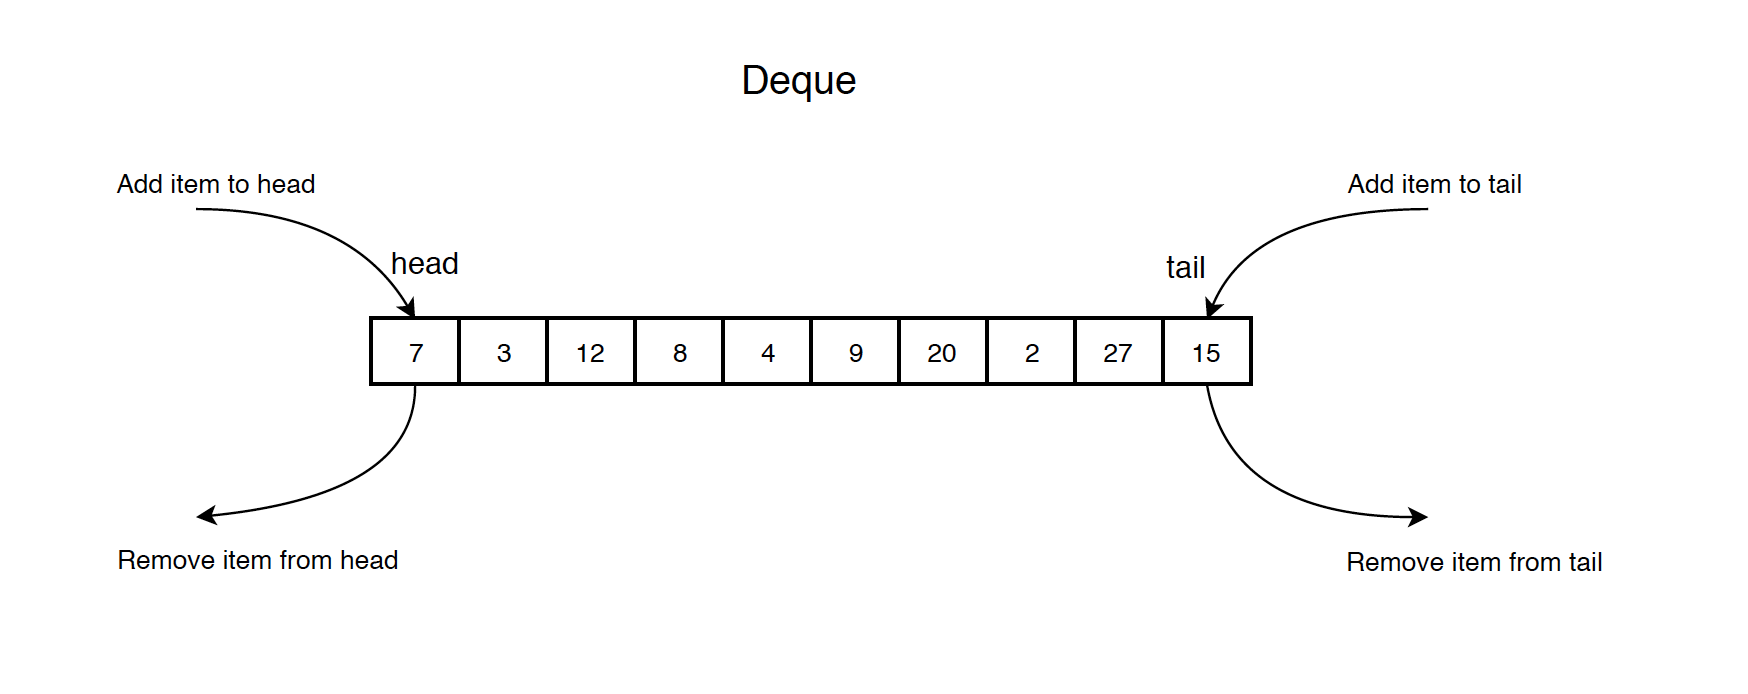 Deque
Add item to head
Add item to tail
head
tail
7 3 12 8 4 9 20 2 27 15
Remove item from head
Remove item from tail